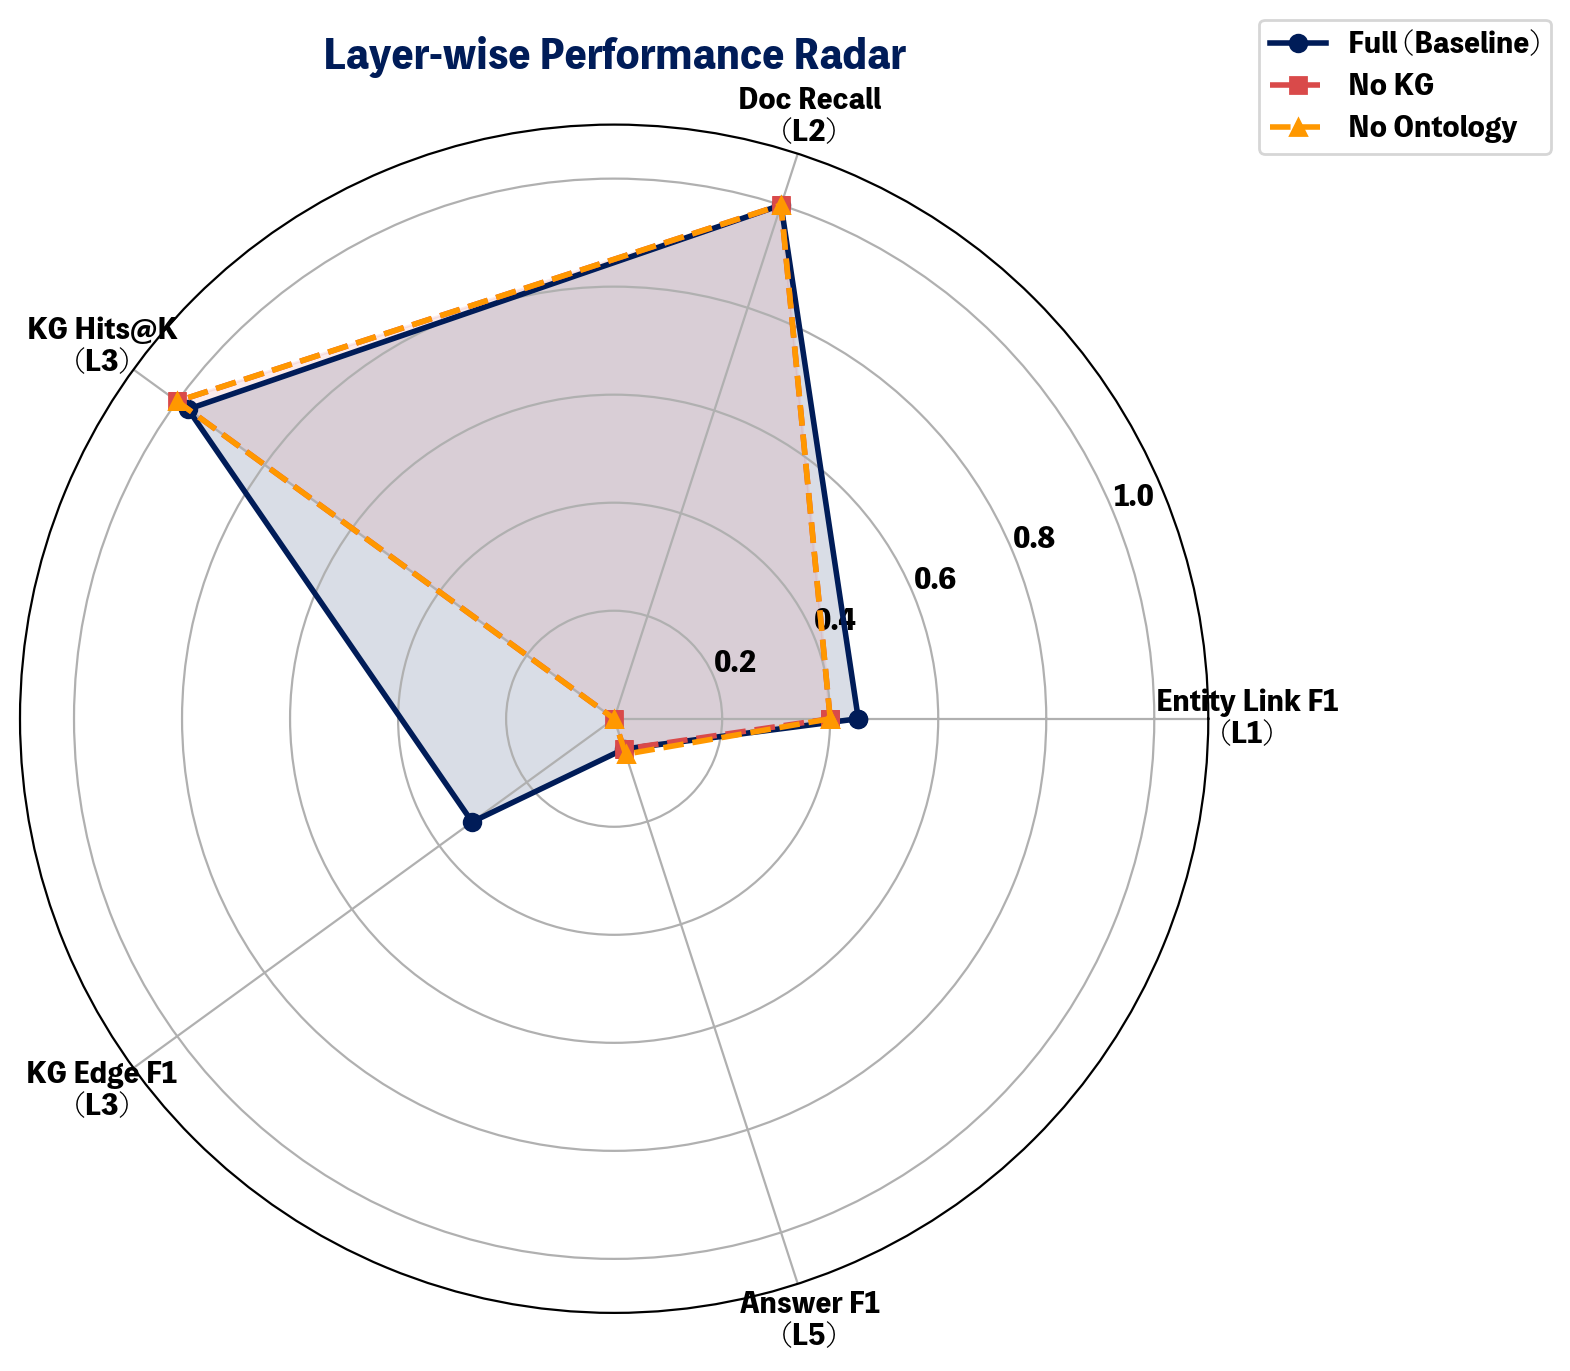 Layer-wise Performance Radar
Full（Baseline）
No KG
No Ontology
Doc Recall
（L2）
KG Hits@K
（L3）
1.0
0.8
0.6
0.4
0.2
Entity Link F1
（L1）
KG Edge F1
（L3）
Answer F1
（L5）